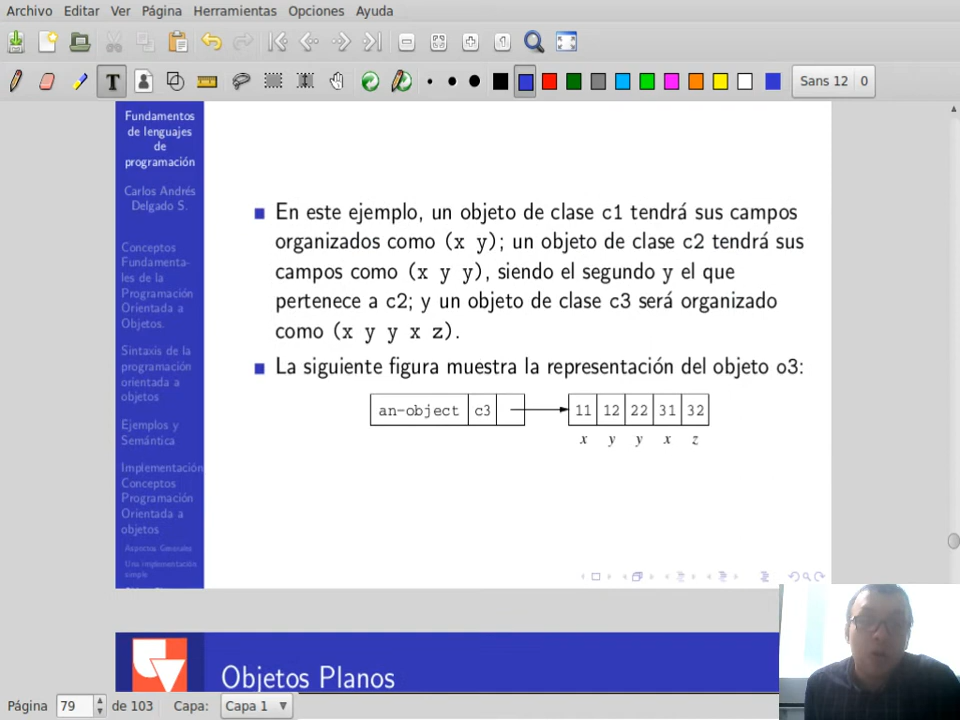 Archivo Editar Ver Página Herramientas Opciones Ayuda
T Sans 12 0
Fundamentos
de lenguajes
de
programación
Carlos Andrés
Delgado S.
Conceptos
Fundamenta-
les de la
Programación
Orientada a
Objetos.
Sintaxis de la
programación
orientada a
objetos
Ejemplos y
Semántica
Implementación
Conceptos
Programación
Orientada a
objetos
Aspectos Generales
Una implementación
simple
En este ejemplo, un objeto de clase c1 tendrá sus campos
organizados como (x y); un objeto de clase c2 tendrá sus
campos como (x y y), siendo el segundo y el que
pertenece a c2; y un objeto de clase c3 será organizado
como (x y y x z).
La siguiente figura muestra la representación del objeto o3:
an-object c3 11 12 22 31 32
x y y x z
Objetos Planos
Página 79 de 103 Capa: Capa 1